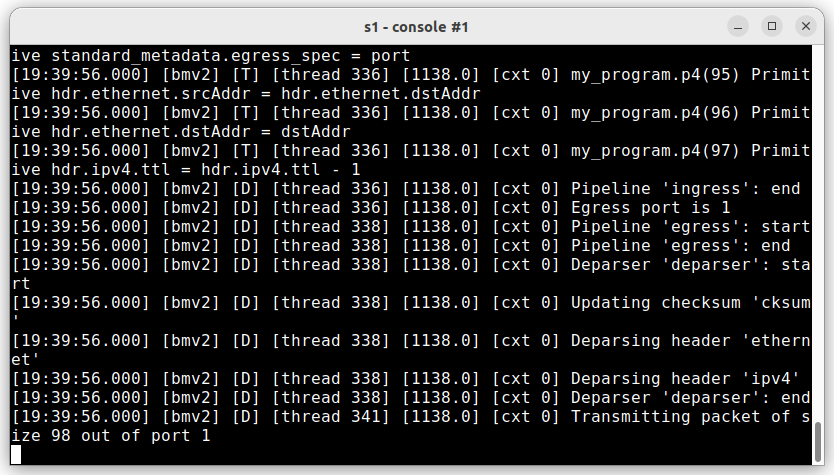 s1 - console #1
ive standard_metadata.egress_spec = port
[19:39:56.000] [bmv2] [T] [thread 336] [1138.0] [cxt 0] my_program.p4(95) Primit
ive hdr.ethernet.srcAddr = hdr.ethernet.dstAddr
[19:39:56.000] [bmv2] [T] [thread 336] [1138.0] [cxt 0] my_program.p4(96) Primit
ive hdr.ethernet.dstAddr = dstAddr
[19:39:56.000] [bmv2] [T] [thread 336] [1138.0] [cxt 0] my_program.p4(97) Primit
ive hdr.ipv4.ttl = hdr.ipv4.ttl - 1
[19:39:56.000] [bmv2] [D] [thread 336] [1138.0] [cxt 0] Pipeline 'ingress': end
[19:39:56.000] [bmv2] [D] [thread 336] [1138.0] [cxt 0] Egress port is 1
[19:39:56.000] [bmv2] [D] [thread 338] [1138.0] [cxt 0] Pipeline 'egress': start
[19:39:56.000] [bmv2] [D] [thread 338] [1138.0] [cxt 0] Pipeline 'egress': end
[19:39:56.000] [bmv2] [D] [thread 338] [1138.0] [cxt 0] Deparser 'deparser': sta
rt
[19:39:56.000] [bmv2] [D] [thread 338] [1138.0] [cxt 0] Updating checksum 'cksum
'
[19:39:56.000] [bmv2] [D] [thread 338] [1138.0] [cxt 0] Deparsing header 'ethern
et'
[19:39:56.000] [bmv2] [D] [thread 338] [1138.0] [cxt 0] Deparsing header 'ipv4'
[19:39:56.000] [bmv2] [D] [thread 338] [1138.0] [cxt 0] Deparser 'deparser': end
[19:39:56.000] [bmv2] [D] [thread 341] [1138.0] [cxt 0] Transmitting packet of s
ize 98 out of port 1